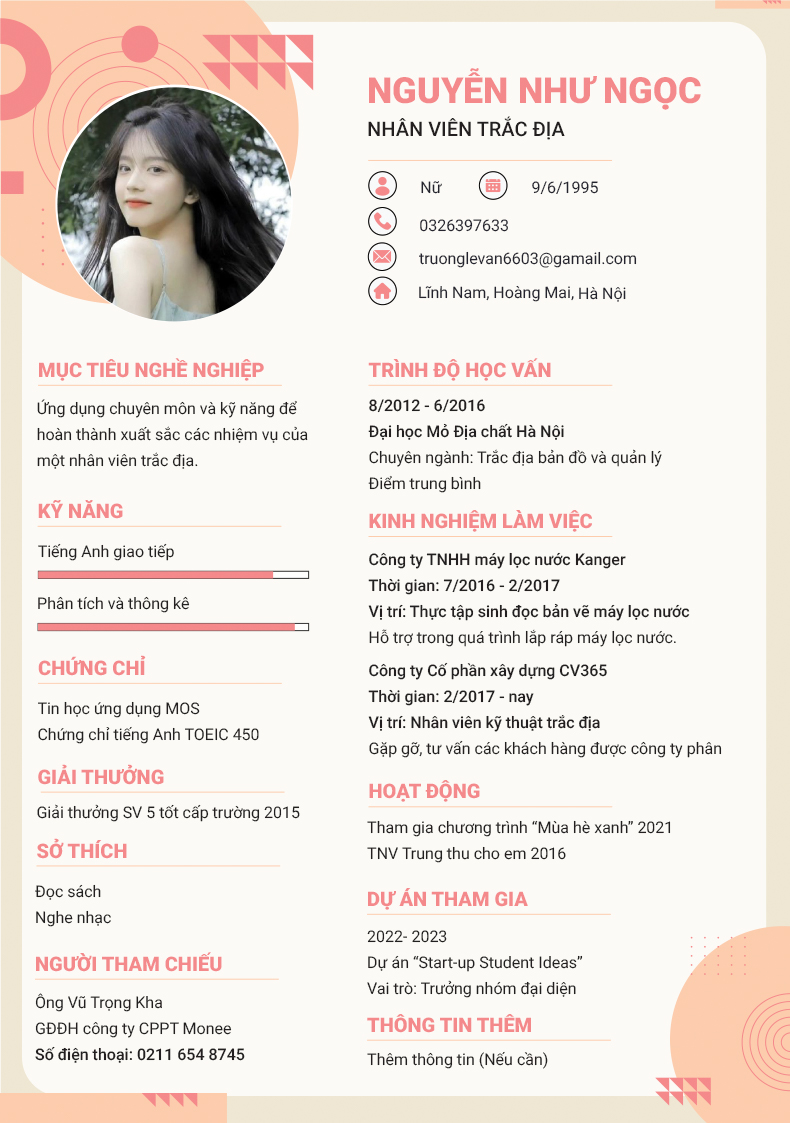 NGUYỄN NHƯ NGỌC
NHÂN VIÊN TRẮC ĐỊA
Nữ 9/6/1995
0326397633
truonglevan6603@gamail.com
Lĩnh Nam, Hoàng Mai, Hà Nội
MỤC TIÊU NGHỀ NGHIỆP
Ứng dụng chuyên môn và kỹ năng để
hoàn thành xuất sắc các nhiệm vụ của
một nhân viên trắc địa.
KỸ NĂNG
Tiếng Anh giao tiếp
Phân tích và thông kê
CHỨNG CHỈ
Tin học ứng dụng MOS
Chứng chỉ tiếng Anh TOEIC 450
GIẢI THƯỞNG
Giải thưởng SV 5 tốt cấp trường 2015
SỞ THÍCH
Đọc sách
Nghe nhạc
NGƯỜI THAM CHIẾU
Ông Vũ Trọng Kha
GĐĐH công ty CPPT Monee
Số điện thoại: 0211 654 8745
TRÌNH ĐỘ HỌC VẤN
8/2012 - 6/2016
Đại học Mỏ Địa chất Hà Nội
Chuyên ngành: Trắc địa bản đồ và quản lý
Điểm trung bình
KINH NGHIỆM LÀM VIỆC
Công ty TNHH máy lọc nước Kanger
Thời gian: 7/2016 - 2/2017
Vị trí: Thực tập sinh đọc bản vẽ máy lọc nước
Hỗ trợ trong quá trình lắp ráp máy lọc nước.
Công ty Cố phần xây dựng CV365
Thời gian: 2/2017 - nay
Vị trí: Nhân viên kỹ thuật trắc địa
Gặp gỡ, tư vấn các khách hàng được công ty phân
HOẠT ĐỘNG
Tham gia chương trình “Mùa hè xanh” 2021
TNV Trung thu cho em 2016
DỰ ÁN THAM GIA
2022- 2023
Dự án “Start-up Student Ideas”
Vai trò: Trưởng nhóm đại diện
THÔNG TIN THÊM
Thêm thông tin (Nếu cần)